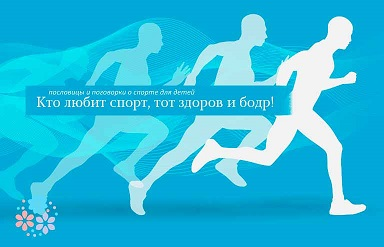 пословицы и поговорки о спорте для детей
Кто любит спорт, тот здоров и бодр!